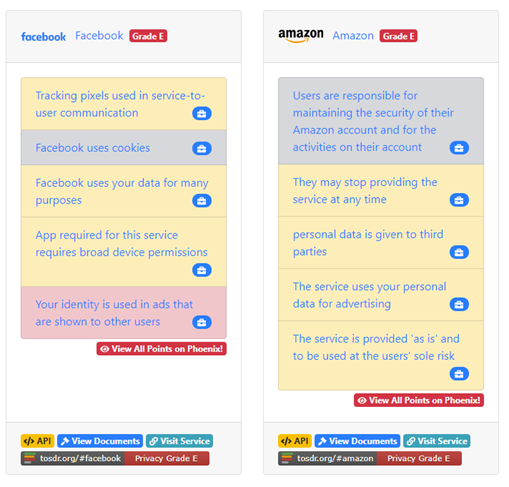 facebook Facebook Grade E
Tracking pixels used in service-to-
user communication
Facebook uses cookies
Facebook uses your data for many
purposes
App required for this service
requires broad device permissions
Your identity is used in ads that
are shown to other users
View All Points on Phoenix!
API View Documents Visit Service
tosdr.org/#facebook Privacy Grade E
amazon Amazon Grade E
Users are responsible for
maintaining the security of their
Amazon account and for the
activities on their account
They may stop providing the
service at any time
personal data is given to third
parties
The service uses your personal
data for advertising
The service is provided 'as is' and
to be used at the users' sole risk
View All Points on Phoenix!
API View Documents Visit Service
tosdr.org/#amazon Privacy Grade E